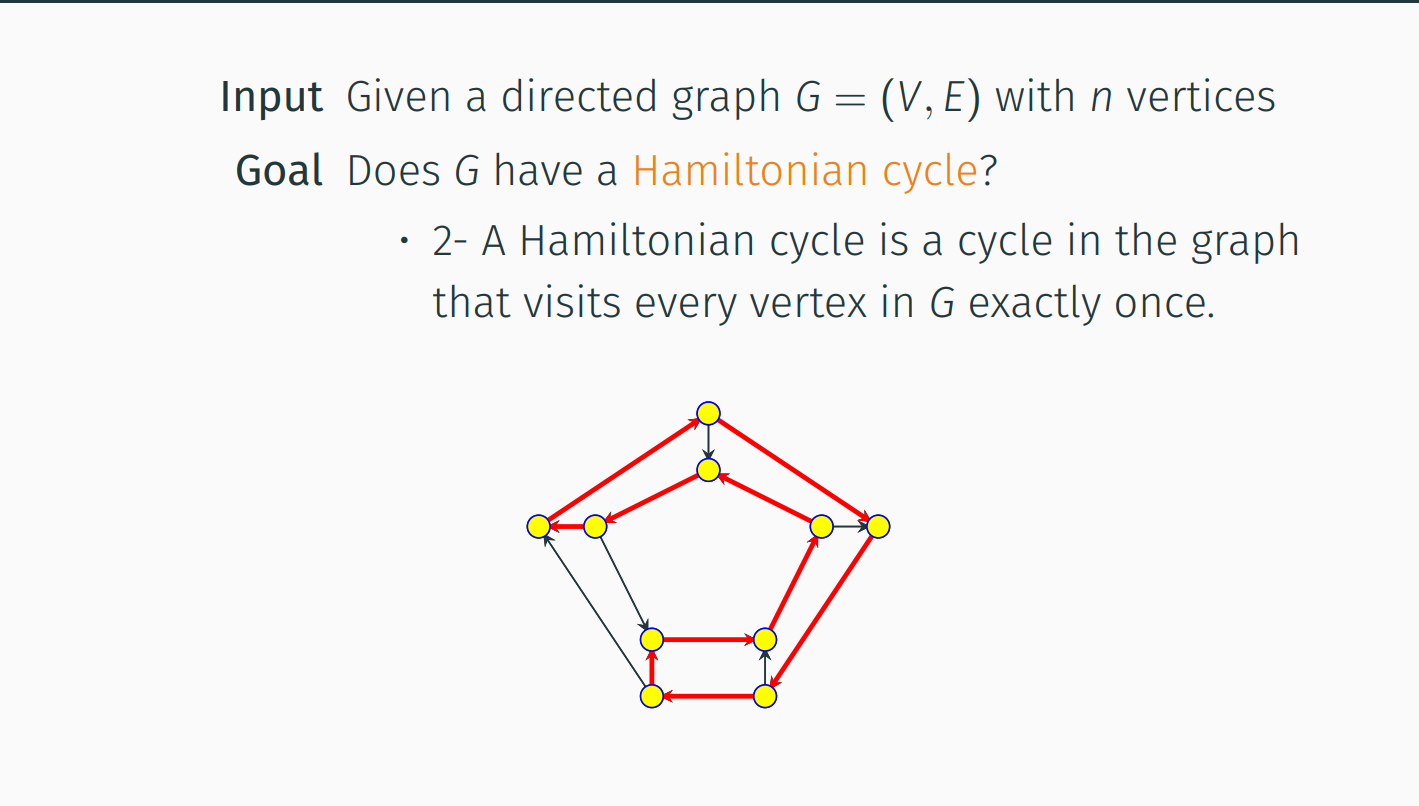 Input Given a directed graph G = (V, E) with n vertices
Goal Does G have a Hamiltonian cycle?
• 2- A Hamiltonian cycle is a cycle in the graph
that visits every vertex in G exactly once.